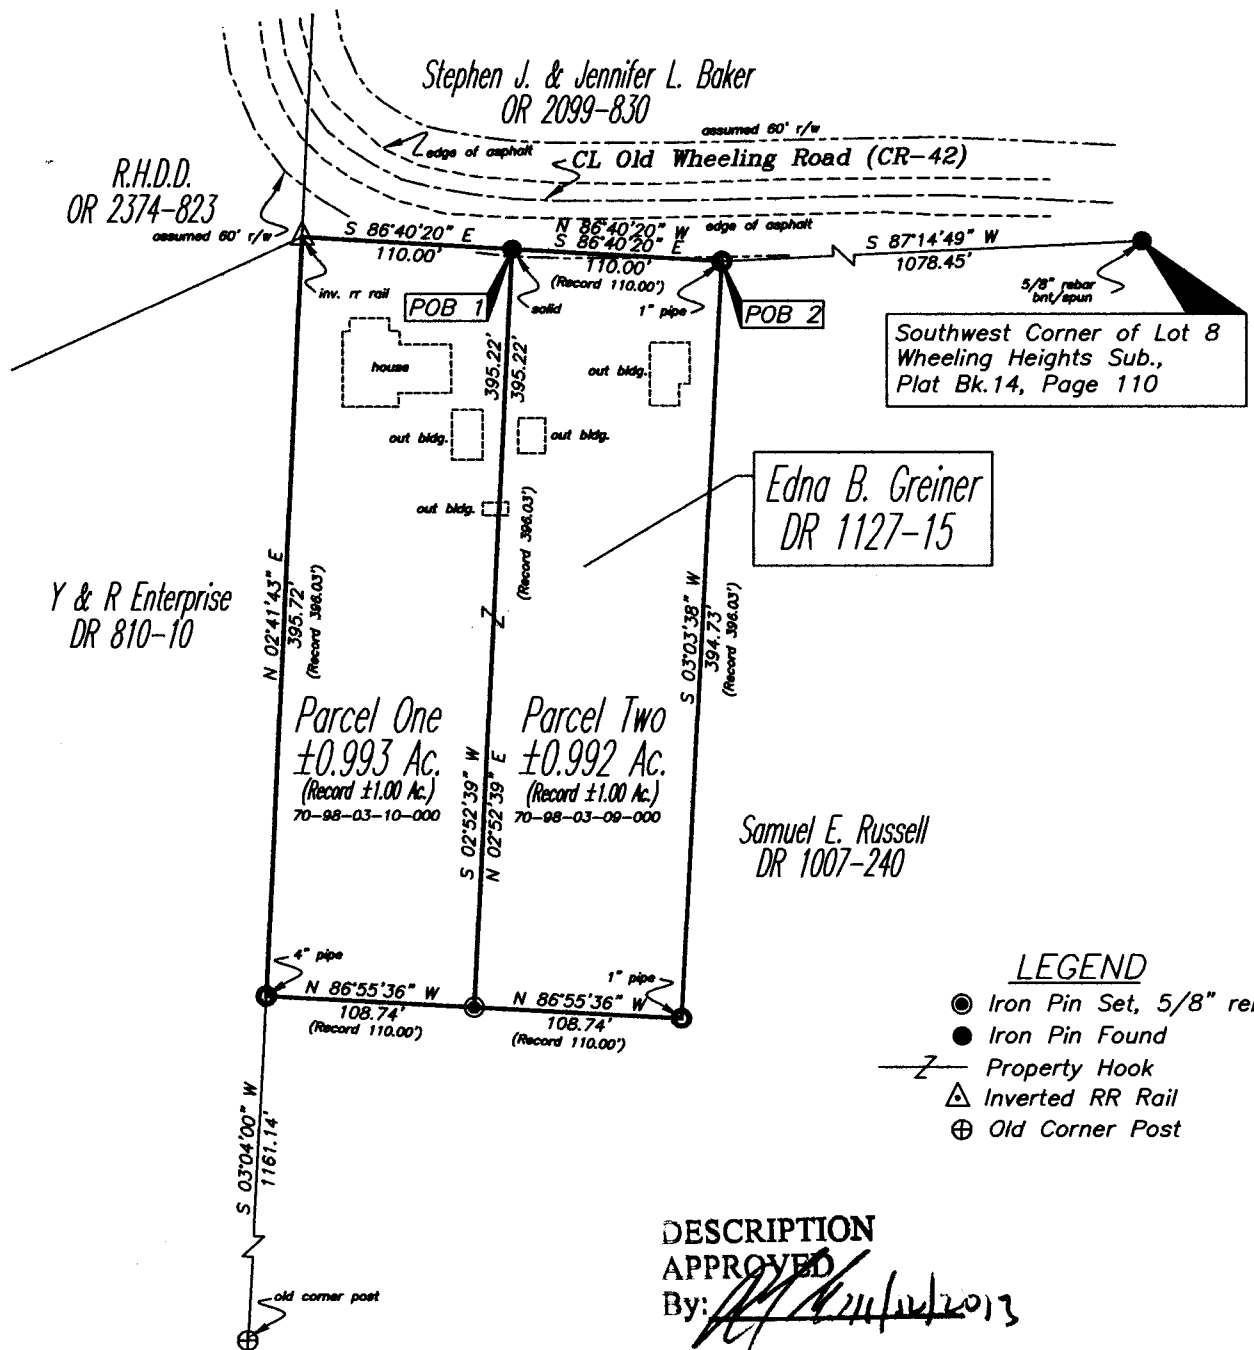 Stephen J. & Jennifer L. Baker
OR 2099-830
assumed 60' r/w
edge of asphalt
CL Old Wheeling Road (CR-42)
R.H.D.D.
OR 2374-823
assumed 60' r/w
S 86°40'20" E
110.00'
N 86°40'20" W
S 86°40'20" E
110.00'
(Record 110.00')
edge of asphalt
S 87°14'49" W
1078.45'
inv. rr rail
POB 1
solid
1" pipe
POB 2
5/8" rebar
bnt/spun
Southwest Corner of Lot 8
Wheeling Heights Sub.,
Plat Bk.14, Page 110
house
395.22'
395.22'
out bldg.
out bldg.
out bldg.
out bldg.
(Record 396.03')
Edna B. Greiner
DR 1127-15
Y & R Enterprise
DR 810-10
N 02°41'43" E
395.72'
(Record 396.03')
S 03°03'38" W
394.73'
(Record 396.03')
Parcel One
±0.993 Ac.
(Record ±1.00 Ac.)
70-98-03-10-000
Parcel Two
±0.992 Ac.
(Record ±1.00 Ac.)
70-98-03-09-000
S 02°52'39" W
N 02°52'39" E
Samuel E. Russell
DR 1007-240
4" pipe
N 86°55'36" W
108.74'
(Record 110.00')
1" pipe
N 86°55'36" W
108.74'
(Record 110.00')
S 03°04'00" W
1161.14'
old corner post
LEGEND
Iron Pin Set, 5/8" re
Iron Pin Found
Z Property Hook
Inverted RR Rail
Old Corner Post
DESCRIPTION
APPROVED
By: 11/12/2013